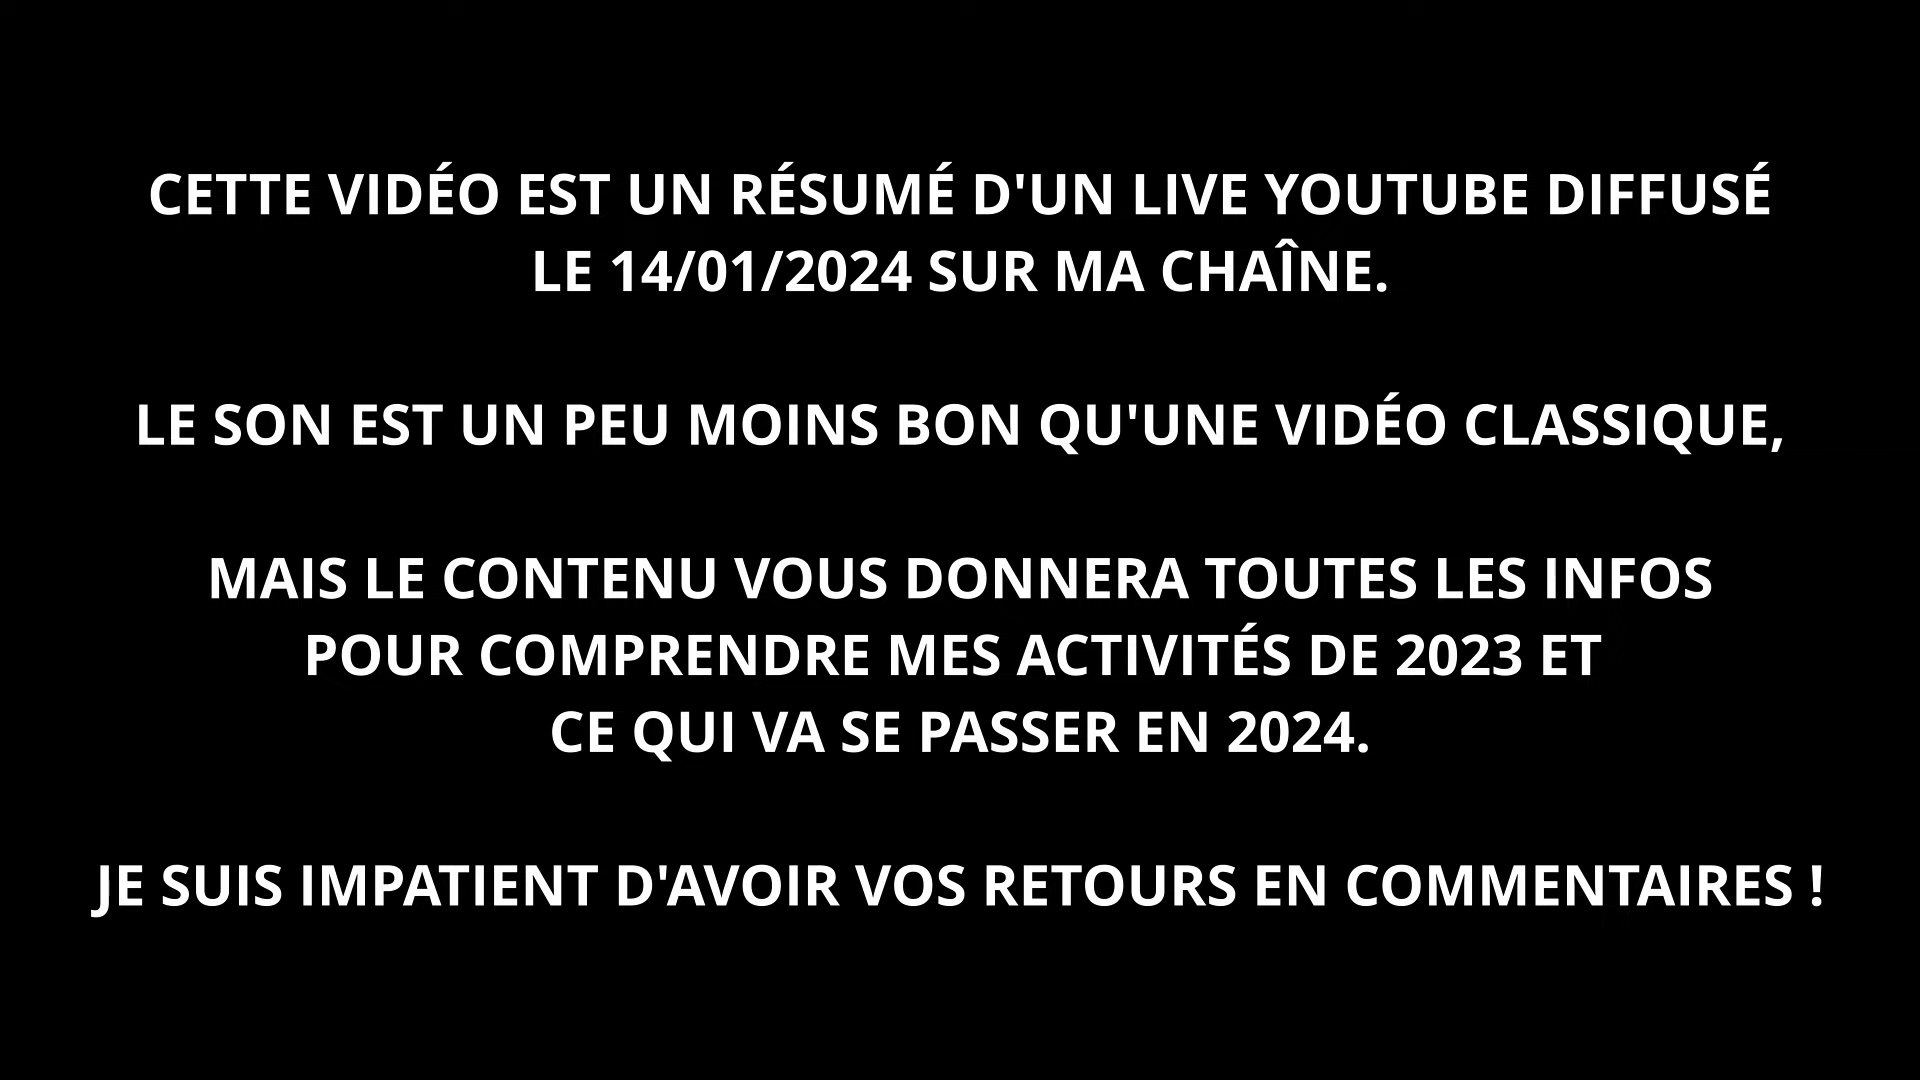 CETTE VIDÉO EST UN RÉSUMÉ D'UN LIVE YOUTUBE DIFFUSÉ
LE 14/01/2024 SUR MA CHAÎNE.
LE SON EST UN PEU MOINS BON QU'UNE VIDÉO CLASSIQUE,
MAIS LE CONTENU VOUS DONNERA TOUTES LES INFOS
POUR COMPRENDRE MES ACTIVITÉS DE 2023 ET
CE QUI VA SE PASSER EN 2024.
JE SUIS IMPATIENT D'AVOIR VOS RETOURS EN COMMENTAIRES !